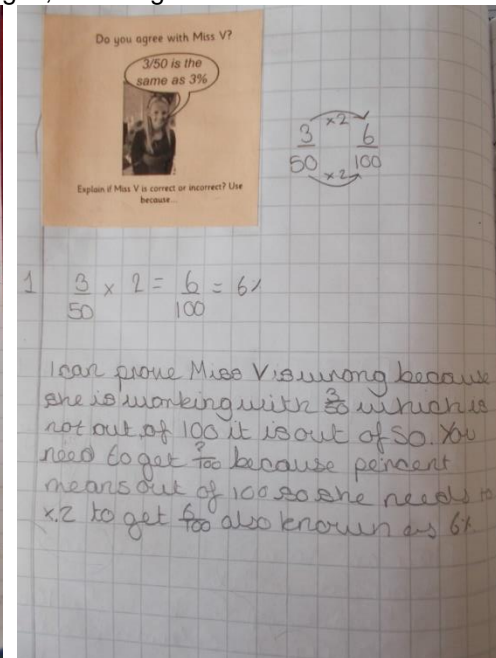 Do you agree with Miss V?
3/50 is the
same as 3%
Explain if Miss V is correct or incorrect? Use
because...
×2
3 6
50 100
×2
1 3/50 × 2 = 6/100 = 6%
I can prove Miss V is wrong because
she is working with 3/50 which is
not out of 100 it is out of 50. You
need to get ?/100 because percent
means out of 100 so she needs to
×2 to get 6/100 also known as 6%